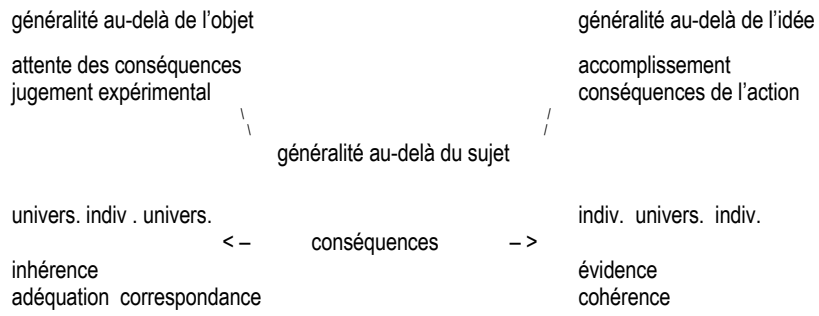 généralité au-delà de l'objet généralité au-delà de l'idée
attente des conséquences accomplissement
jugement expérimental conséquences de l'action
\ /
\ /
généralité au-delà du sujet
univers. indiv . univers. indiv. univers. indiv.
< – conséquences – >
inhérence évidence
adéquation correspondance cohérence